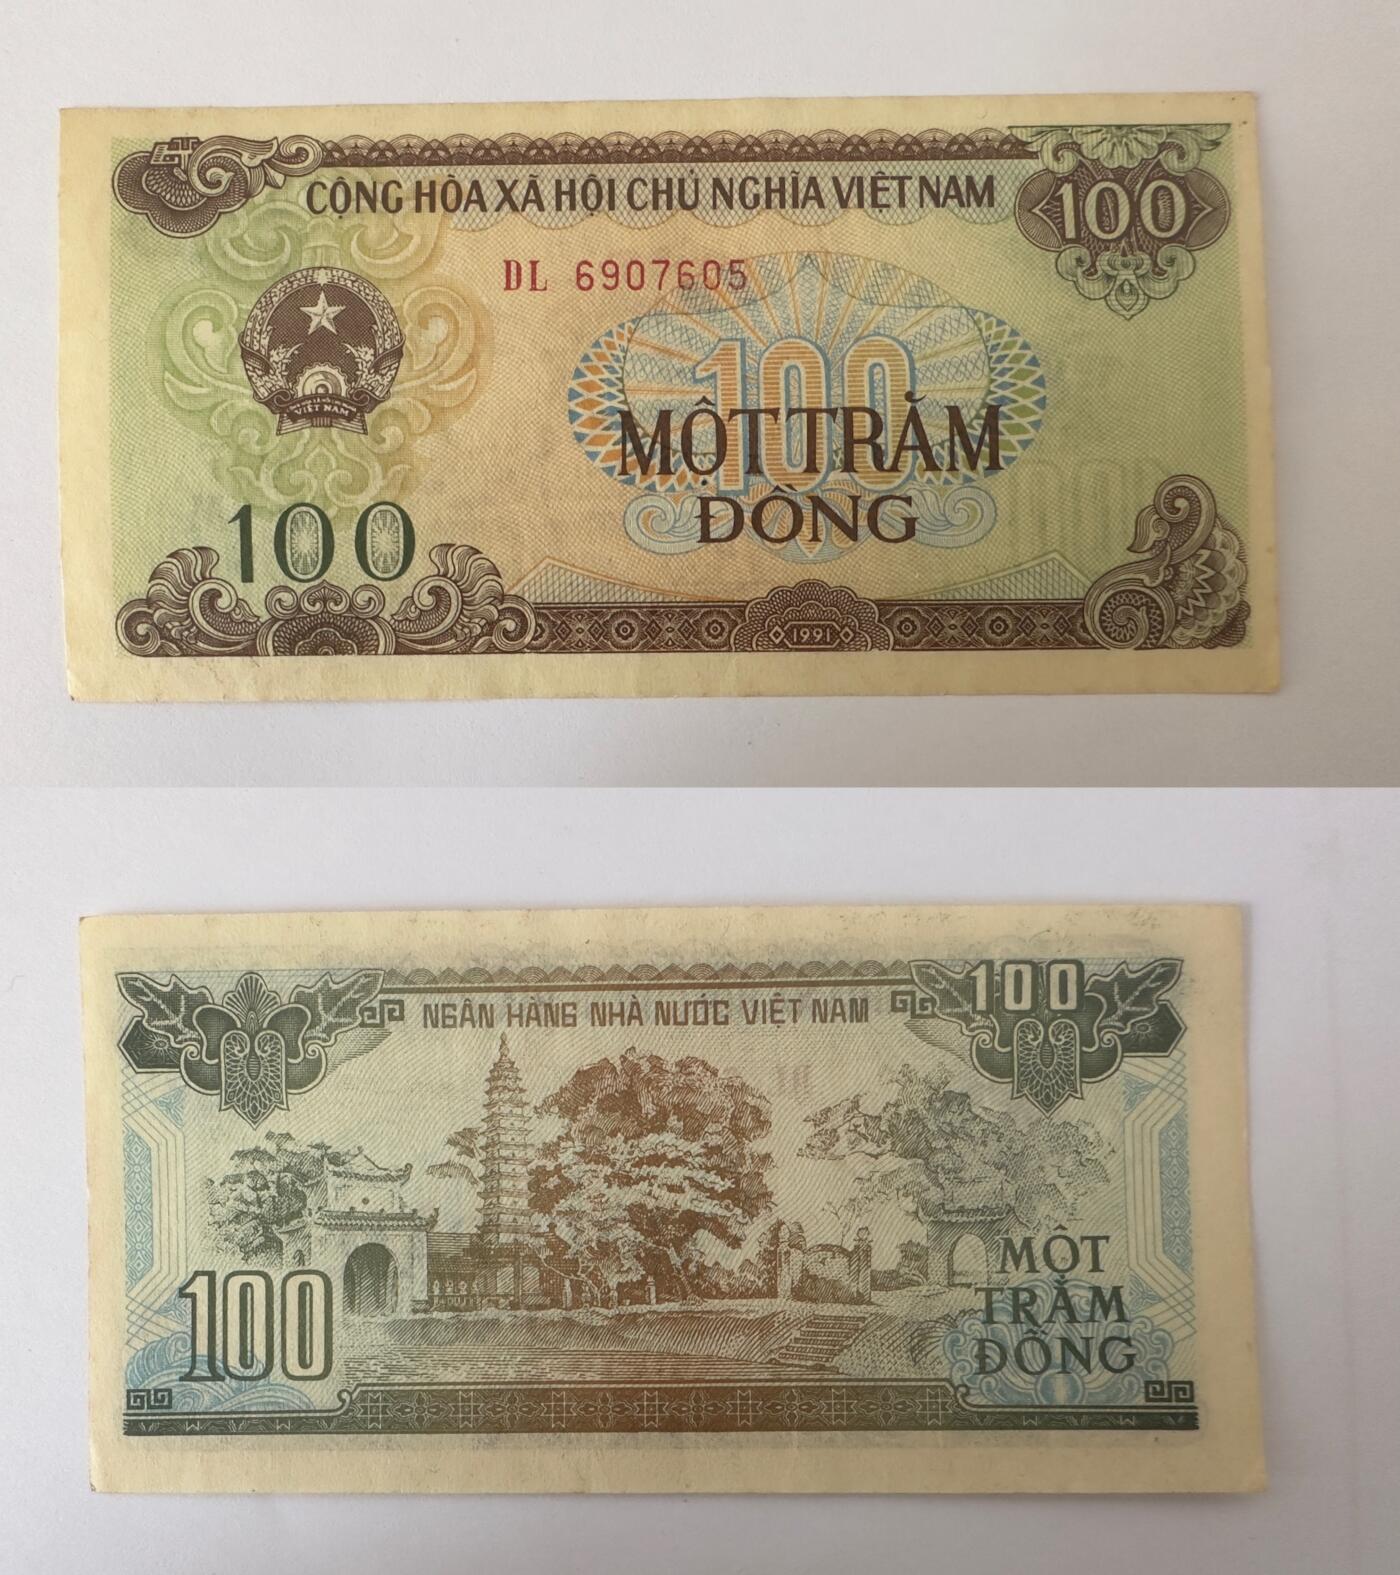 CỘNG HÒA XÃ HỘI CHỦ NGHĨA VIỆT NAM
100
DL 6907605
100
VIỆT NAM
MỘT TRĂM
ĐỒNG
100
1991
NGÂN HÀNG NHÀ NƯỚC VIỆT NAM
100
100
MỘT
TRĂM
ĐỒNG